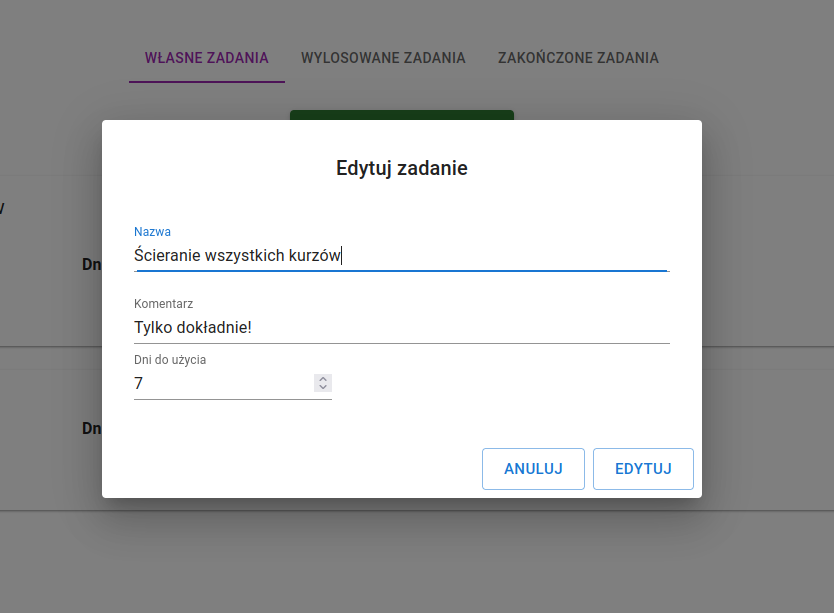 WŁASNE ZADANIA WYLOSOWANE ZADANIA ZAKOŃCZONE ZADANIA
Edytuj zadanie
Nazwa
Ścieranie wszystkich kurzów
Dn
Komentarz
Tylko dokładnie!
Dni do użycia
7
Dn
ANULUJ EDYTUJ